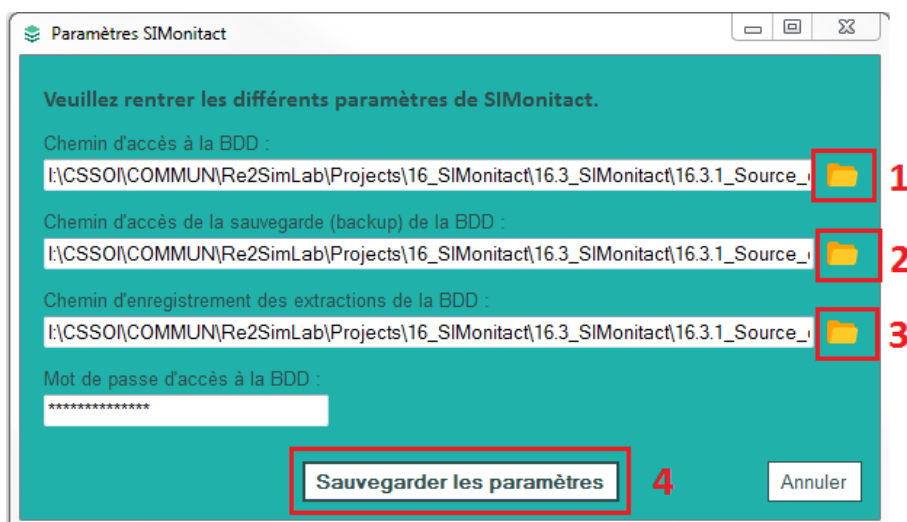 Paramètres SIMonitact
Veuillez rentrer les différents paramètres de SIMonitact.
Chemin d'accès à la BDD :
I:\CSSOI\COMMUN\Re2SimLab\Projects\16_SIMonitact\16.3_SIMonitact\16.3.1_Source_ 1
Chemin d'accès de la sauvegarde (backup) de la BDD :
I:\CSSOI\COMMUN\Re2SimLab\Projects\16_SIMonitact\16.3_SIMonitact\16.3.1_Source_ 2
Chemin d'enregistrement des extractions de la BDD :
I:\CSSOI\COMMUN\Re2SimLab\Projects\16_SIMonitact\16.3_SIMonitact\16.3.1_Source_ 3
Mot de passe d'accès à la BDD :
**************
Sauvegarder les paramètres 4 Annuler